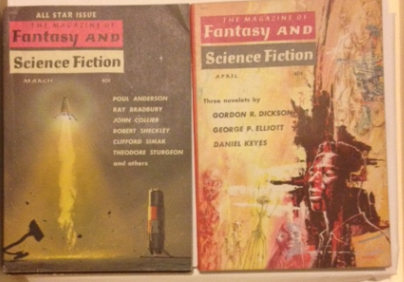 ALL STAR ISSUE
THE MAGAZINE OF
Fantasy AND
Science Fiction
MARCH 40¢
POUL ANDERSON
RAY BRADBURY
JOHN COLLIER
ROBERT SHECKLEY
CLIFFORD SIMAK
THEODORE STURGEON
and others
THE MAGAZINE OF
Fantasy AND
Science Fiction
APRIL 40¢
Three novelets by
GORDON R. DICKSON
GEORGE P. ELLIOTT
DANIEL KEYES